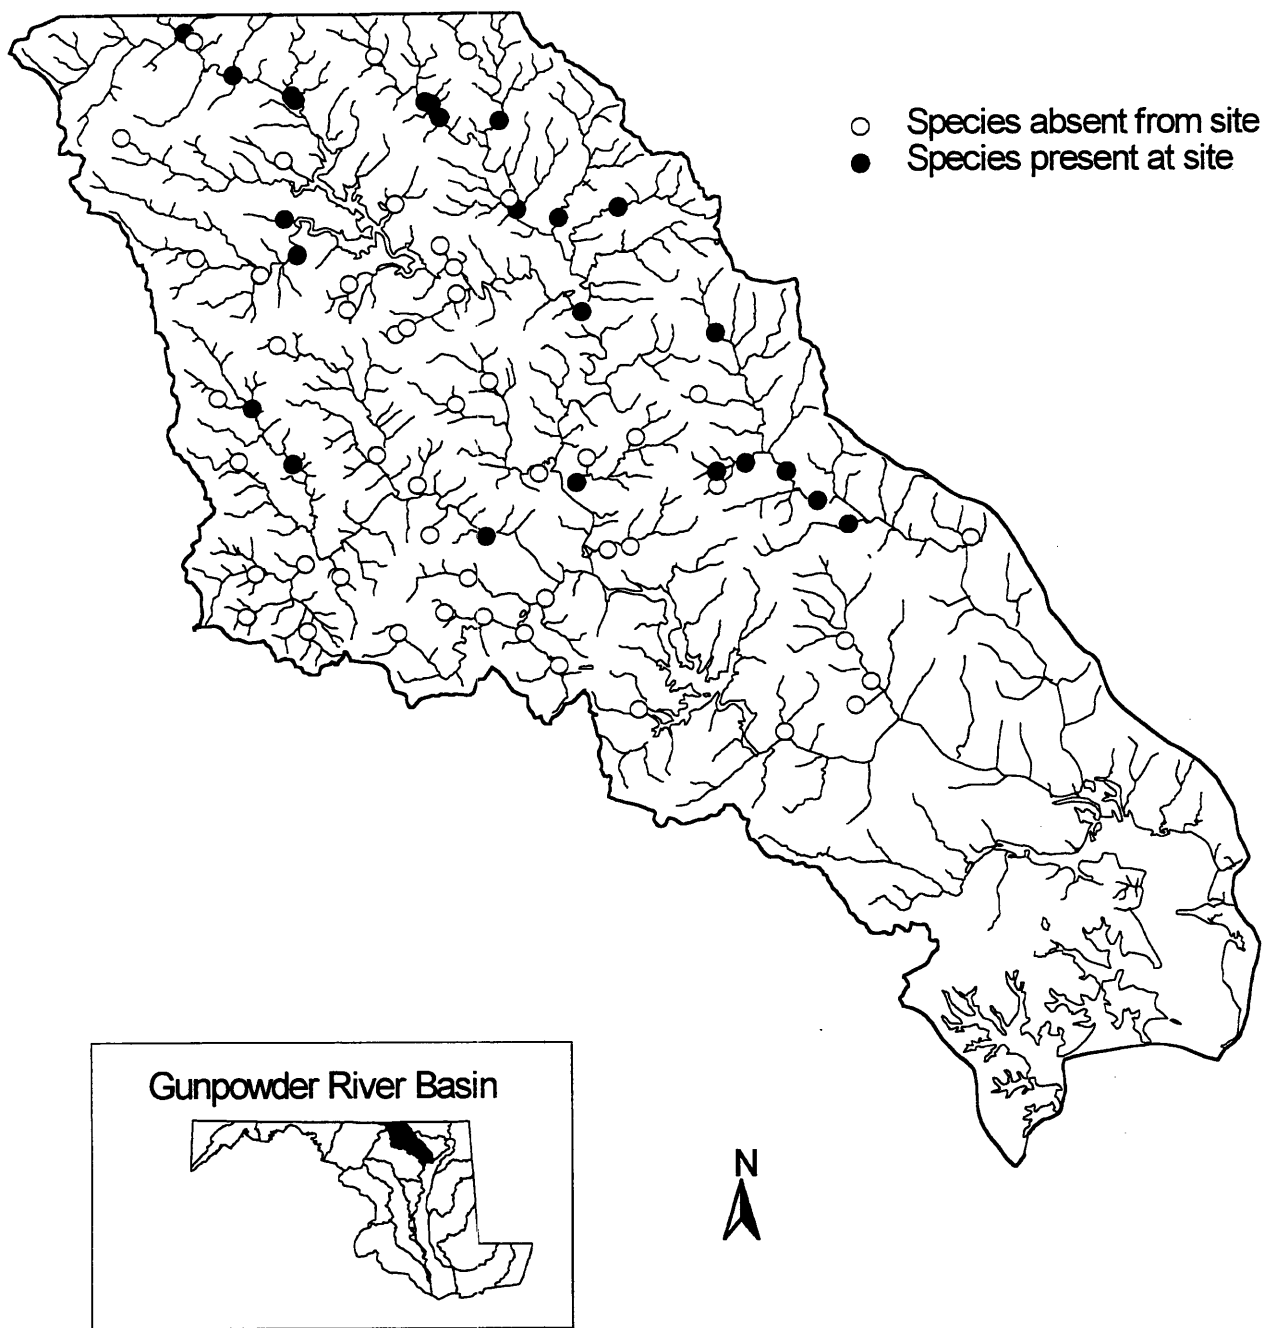 Species absent from site
Species present at site
Gunpowder River Basin
N